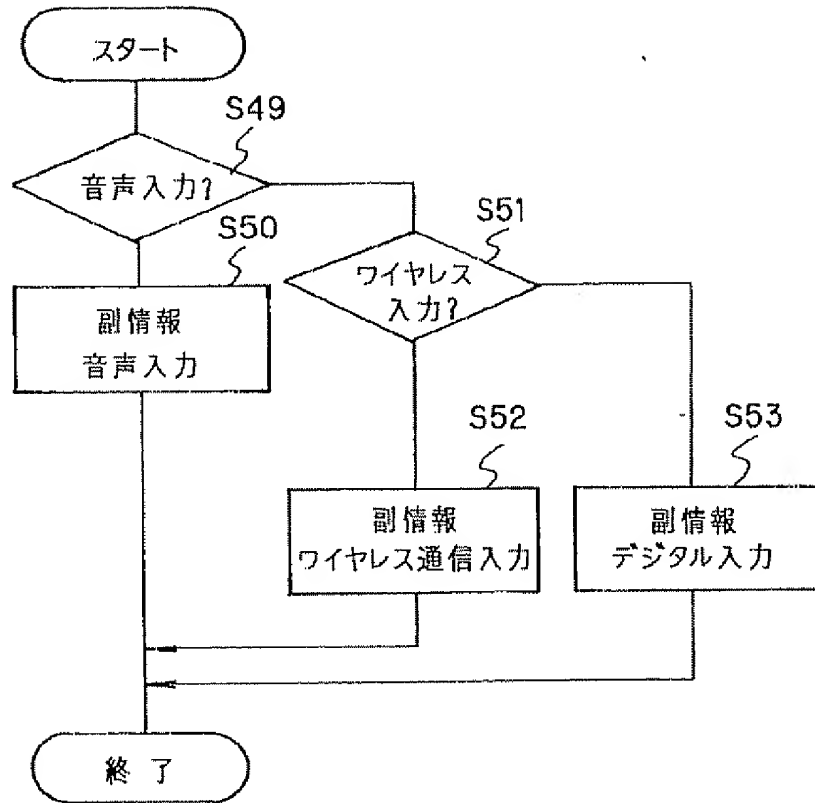 スタート
S49
音声入力?
S50
副情報
音声入力
S51
ワイヤレス
入力?
S52
副情報
ワイヤレス通信入力
S53
副情報
デジタル入力
終了